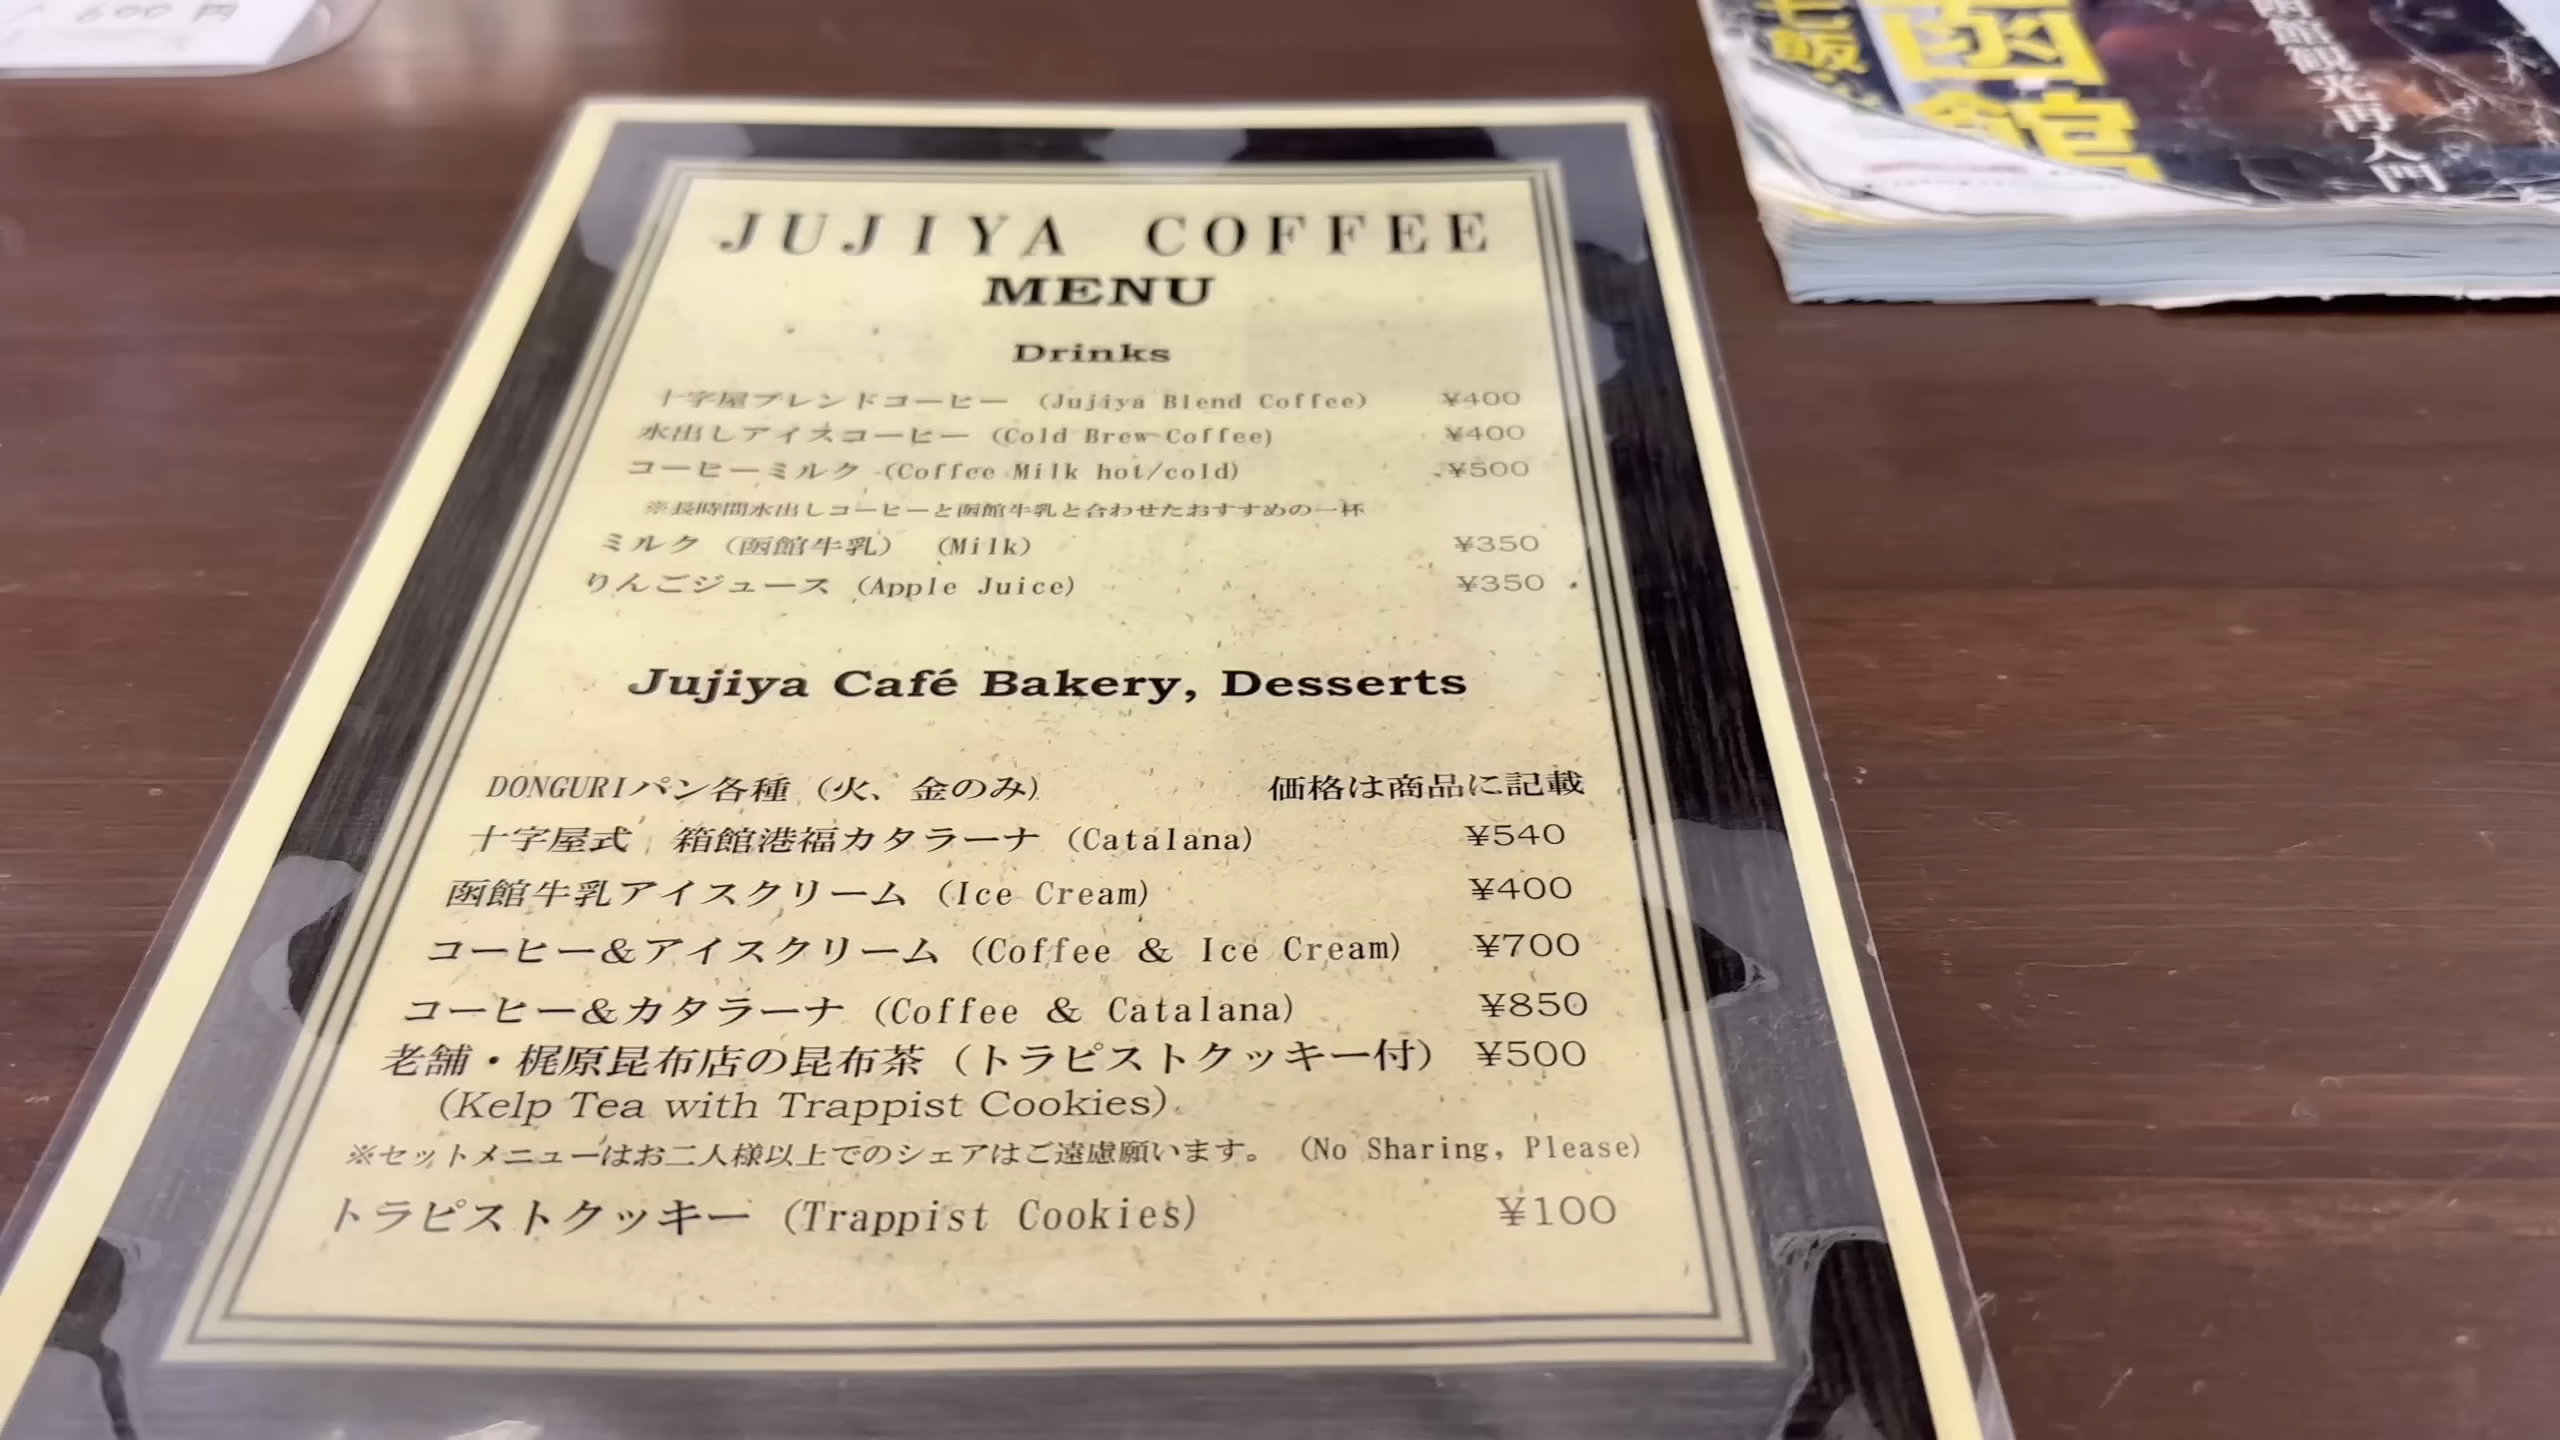 600円
函館
函館観光再入門
JUJIYA COFFEE
MENU
Drinks
十字屋ブレンドコーヒー (Jujiya Blend Coffee) ¥400
水出しアイスコーヒー (Cold Brew Coffee) ¥400
コーヒーミルク (Coffee Milk hot/cold) ¥500
※長時間水出しコーヒーと函館牛乳と合わせたおすすめの一杯
ミルク（函館牛乳） (Milk) ¥350
りんごジュース (Apple Juice) ¥350
Jujiya Café Bakery, Desserts
DONGURIパン各種（火、金のみ） 価格は商品に記載
十字屋式 箱館港福カタラーナ (Catalana) ¥540
函館牛乳アイスクリーム (Ice Cream) ¥400
コーヒー&アイスクリーム (Coffee & Ice Cream) ¥700
コーヒー&カタラーナ (Coffee & Catalana) ¥850
老舗・梶原昆布店の昆布茶（トラピストクッキー付） ¥500
(Kelp Tea with Trappist Cookies)
※セットメニューはお二人様以上でのシェアはご遠慮願います。 (No Sharing, Please)
トラピストクッキー (Trappist Cookies) ¥100